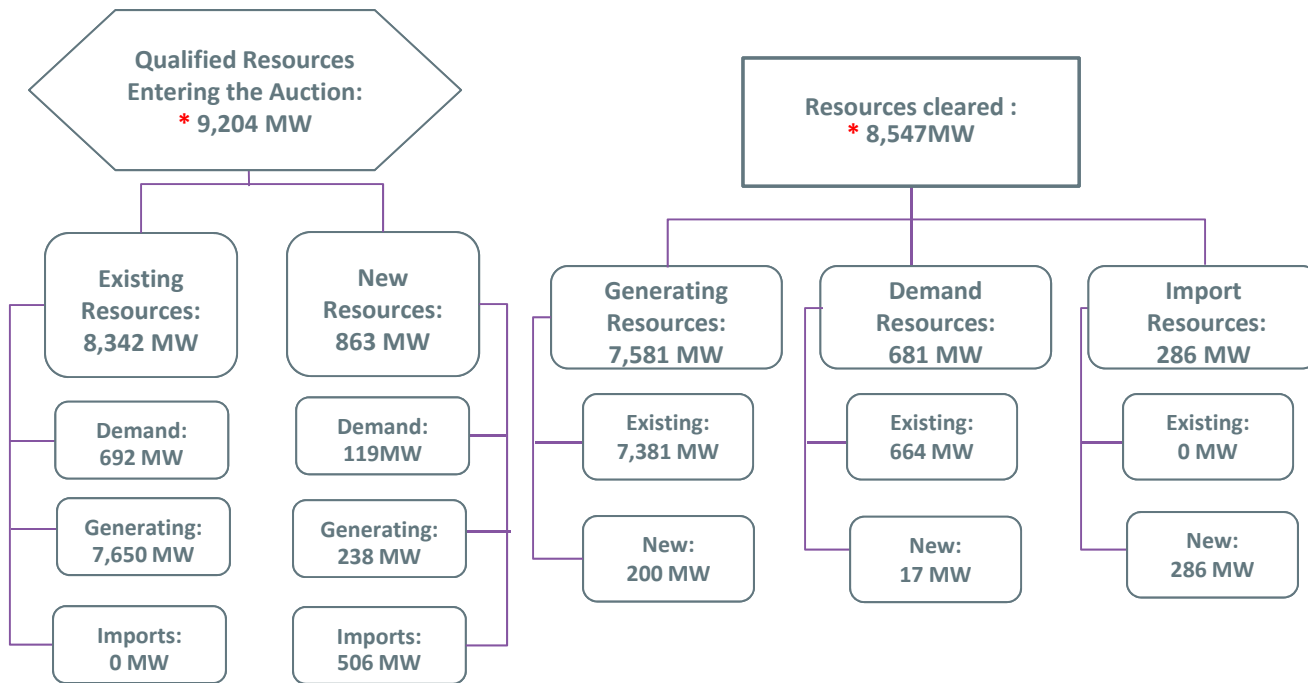 Qualified Resources
Entering the Auction:
* 9,204 MW
Existing
Resources:
8,342 MW
Demand:
692 MW
Generating:
7,650 MW
Imports:
0 MW
New
Resources:
863 MW
Demand:
119MW
Generating:
238 MW
Imports:
506 MW
Resources cleared :
* 8,547MW
Generating
Resources:
7,581 MW
Existing:
7,381 MW
New:
200 MW
Demand
Resources:
681 MW
Existing:
664 MW
New:
17 MW
Import
Resources:
286 MW
Existing:
0 MW
New:
286 MW